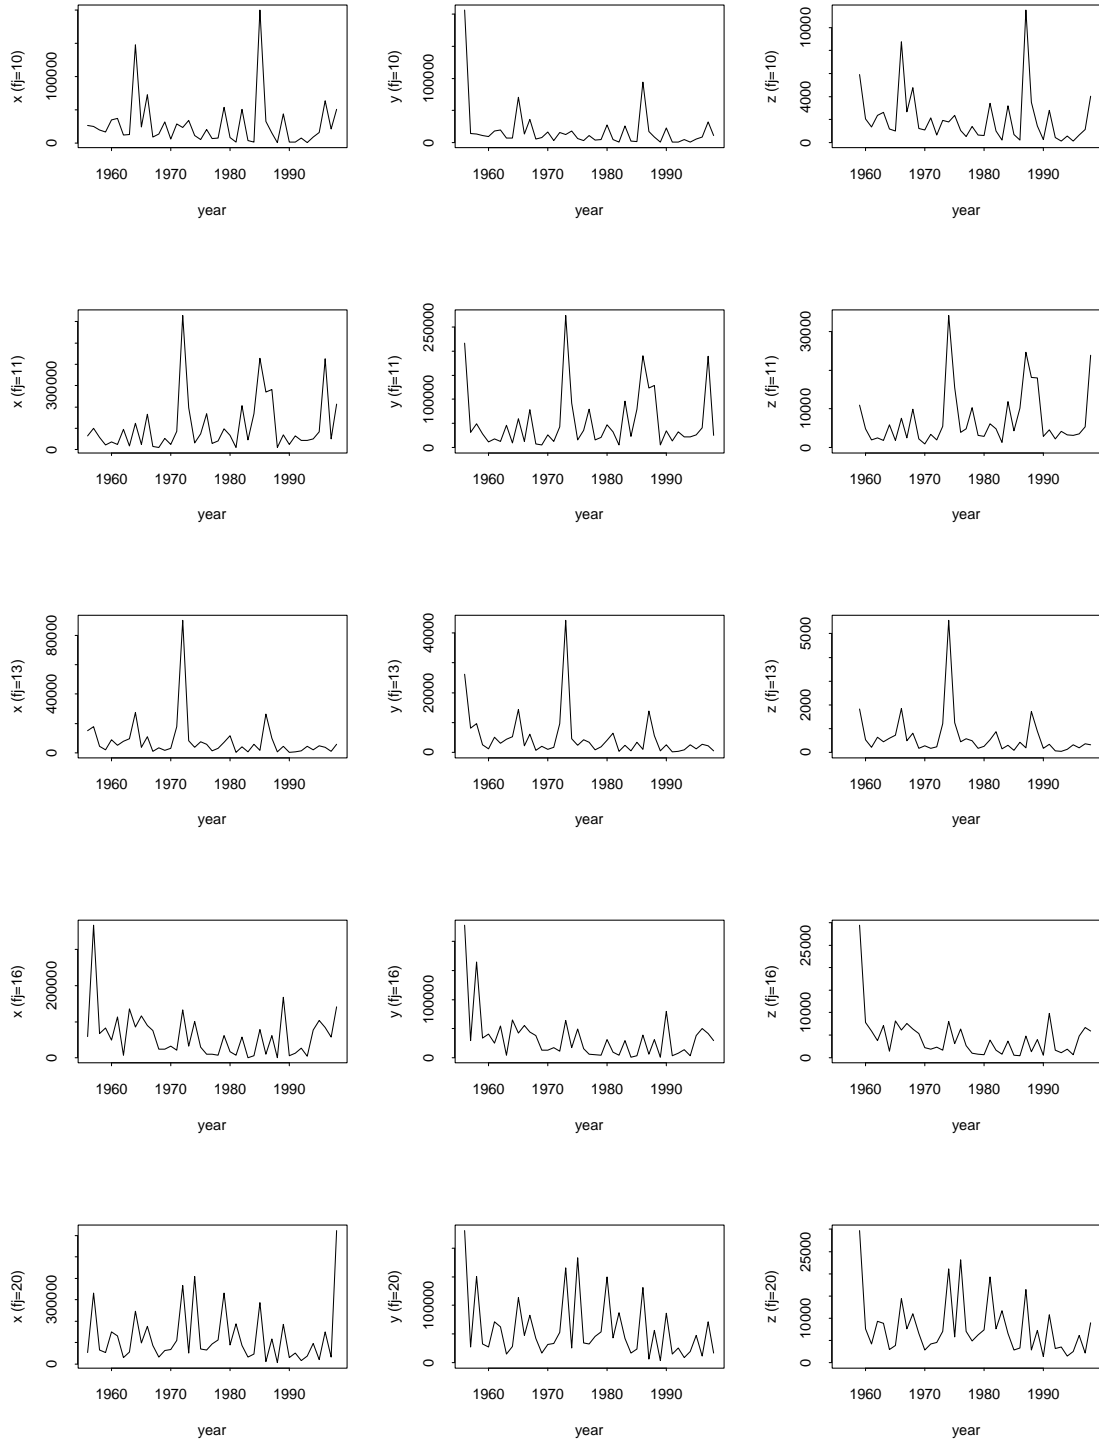 x (fj=10)
0 100000
1960 1970 1980 1990
year
y (fj=10)
0 100000
1960 1970 1980 1990
year
z (fj=10)
0 4000 10000
1960 1970 1980 1990
year
x (fj=11)
0 300000
1960 1970 1980 1990
year
y (fj=11)
0 100000 250000
1960 1970 1980 1990
year
z (fj=11)
0 10000 30000
1960 1970 1980 1990
year
x (fj=13)
0 40000 80000
1960 1970 1980 1990
year
y (fj=13)
0 20000 40000
1960 1970 1980 1990
year
z (fj=13)
0 2000 5000
1960 1970 1980 1990
year
x (fj=16)
0 200000
1960 1970 1980 1990
year
y (fj=16)
0 100000
1960 1970 1980 1990
year
z (fj=16)
0 10000 25000
1960 1970 1980 1990
year
x (fj=20)
0 300000
1960 1970 1980 1990
year
y (fj=20)
0 100000
1960 1970 1980 1990
year
z (fj=20)
0 10000 25000
1960 1970 1980 1990
year